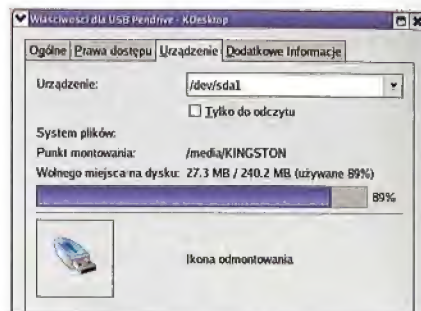 Właściwości dla USB Pendrive - KDesktop
Ogólne Prawa dostępu Urządzenie Dodatkowe Informacje
Urządzenie: /dev/sda1
Tylko do odczytu
System plików:
Punkt montowania: /media/KINGSTON
Wolnego miejsca na dysku: 27.3 MB / 240.2 MB (używane 89%)
89%
Ikona odmontowania